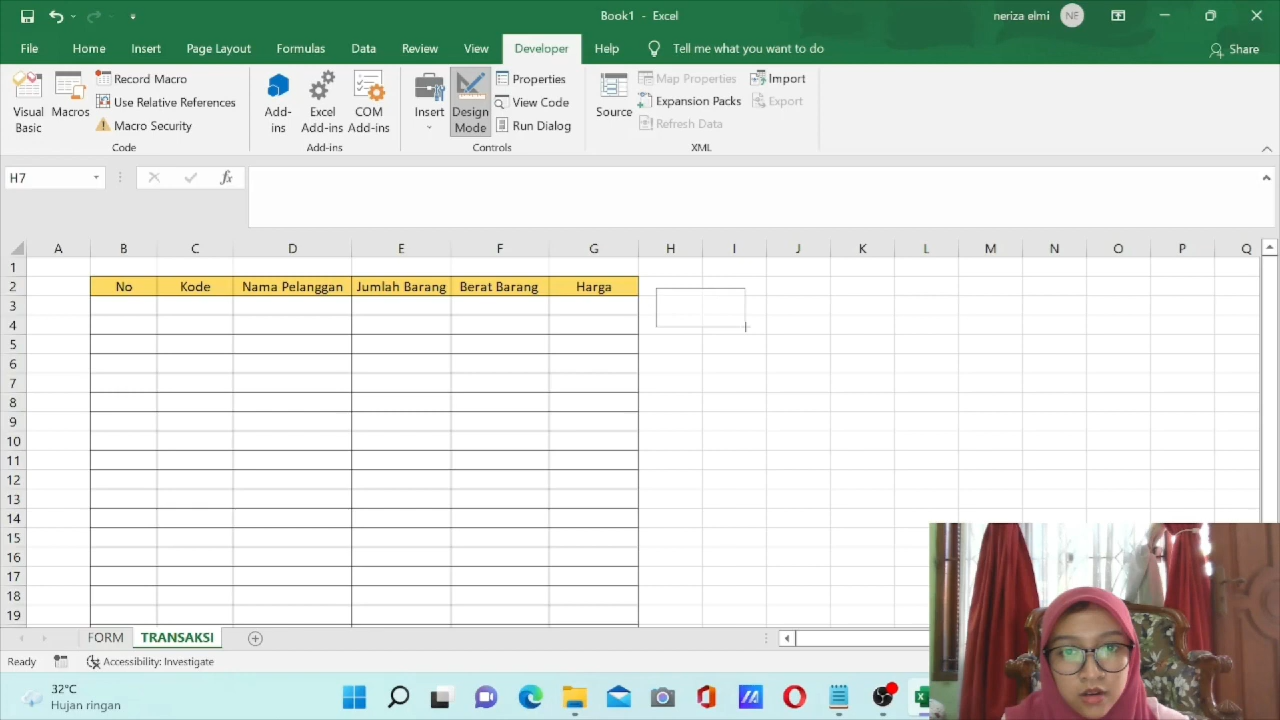 Book1 - Excel
neriza elmi NE
File Home Insert Page Layout Formulas Data Review View Developer Help Tell me what you want to do Share
Visual Basic
Macros
Record Macro
Use Relative References
Macro Security
Code
Add-ins
Excel Add-ins
COM Add-ins
Add-ins
Insert
Design Mode
Properties
View Code
Run Dialog
Controls
Source
Map Properties
Expansion Packs
Refresh Data
Import
Export
XML
H7
fx
A B C D E F G H I J K L M N O P Q
1
2 No Kode Nama Pelanggan Jumlah Barang Berat Barang Harga
3
4
5
6
7
8
9
10
11
12
13
14
15
16
17
18
19
FORM TRANSAKSI
Ready Accessibility: Investigate
32°C
Hujan ringan